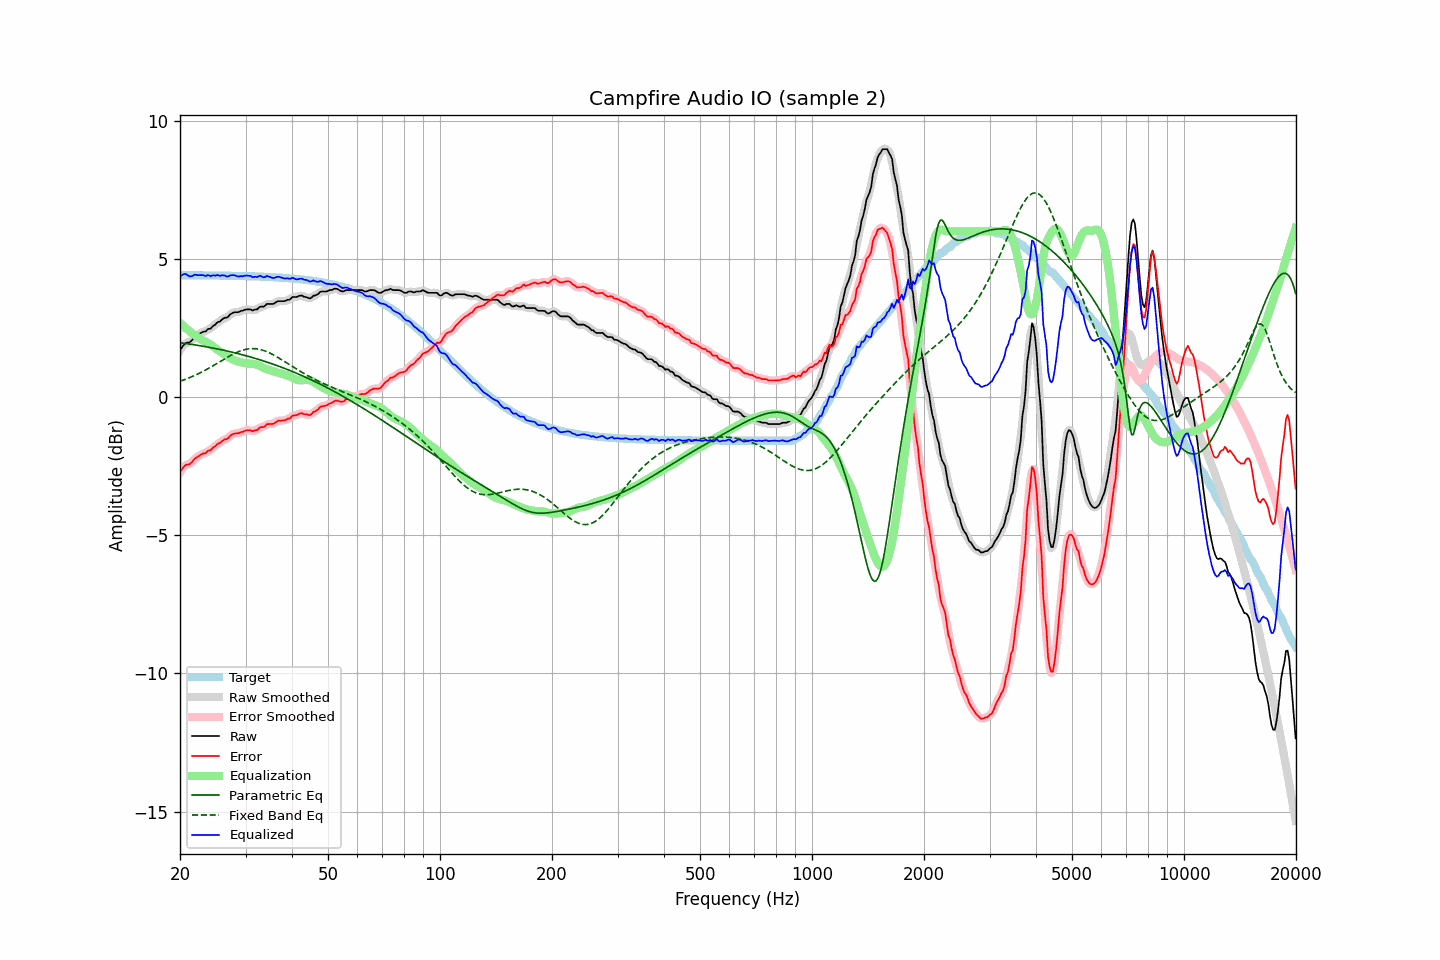 Campfire Audio IO (sample 2)
10
5
0
−5
−10
−15
Amplitude (dBr)
Target
Raw Smoothed
Error Smoothed
Raw
Error
Equalization
Parametric Eq
Fixed Band Eq
Equalized
20 50 100 200 500 1000 2000 5000 10000 20000
Frequency (Hz)